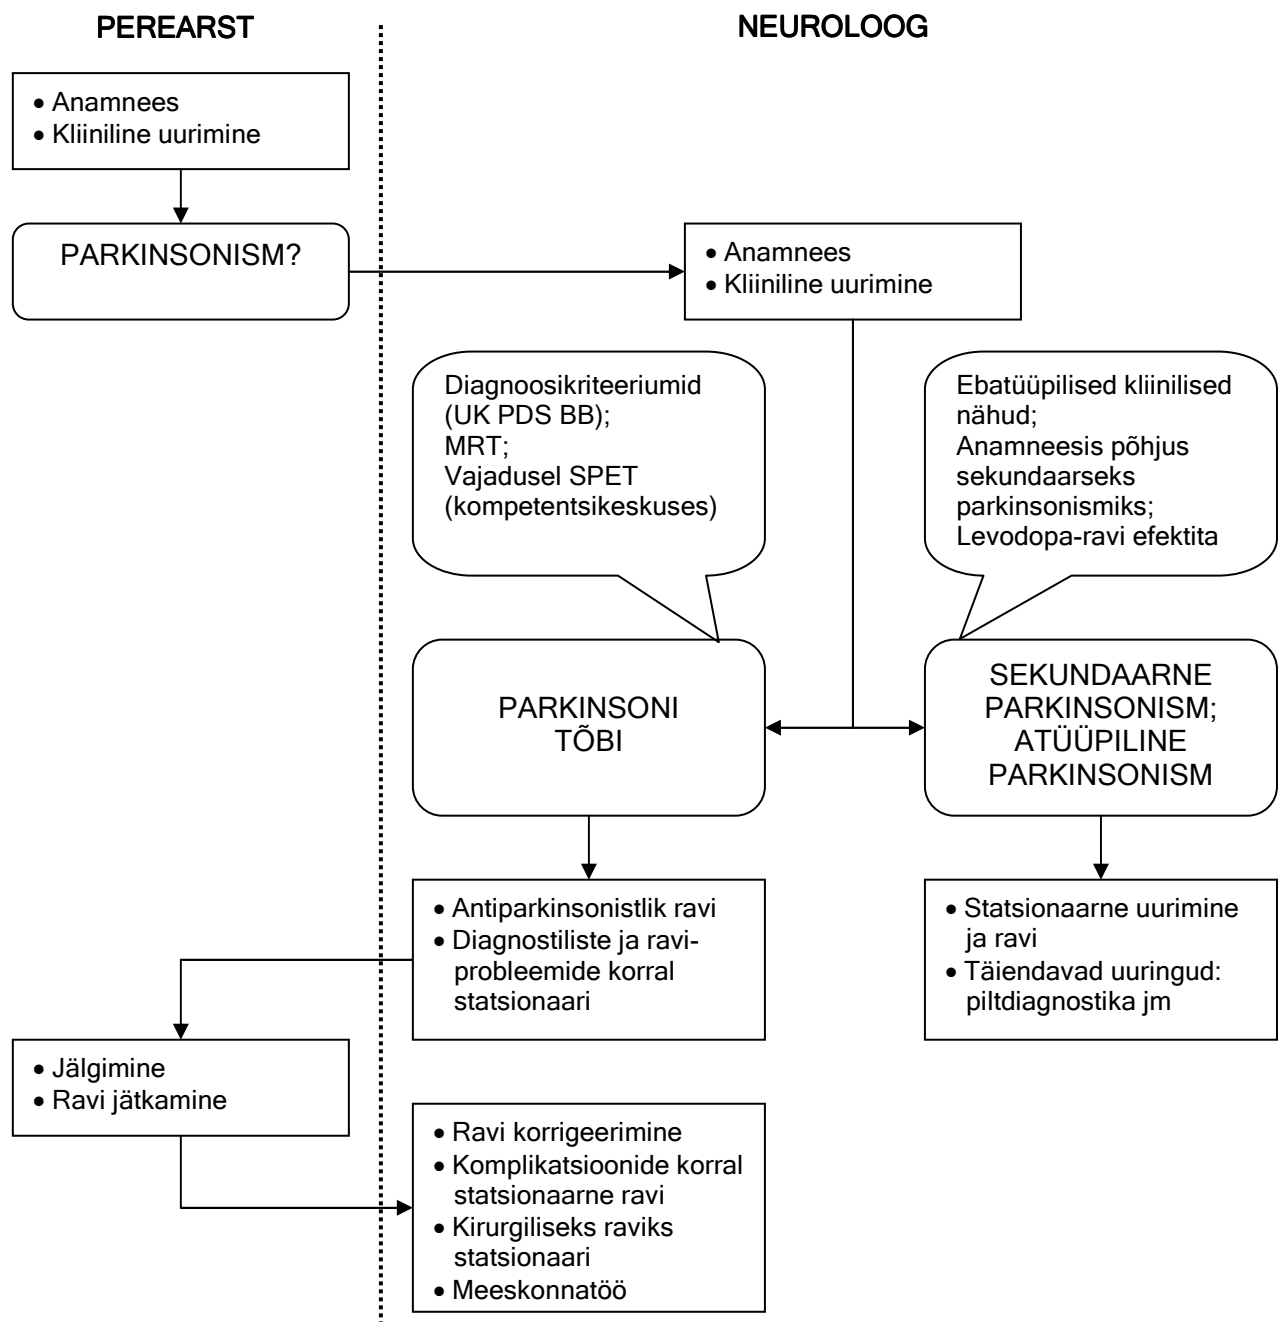 PEREARST
NEUROLOOG
• Anamnees
• Kliiniline uurimine
PARKINSONISM?
• Anamnees
• Kliiniline uurimine
Diagnoosikriteeriumid
(UK PDS BB);
MRT;
Vajadusel SPET
(kompetentsikeskuses)
Ebatüüpilised kliinilised
nähud;
Anamneesis põhjus
sekundaarseks
parkinsonismiks;
Levodopa-ravi efektita
PARKINSONI
TÕBI
SEKUNDAARNE
PARKINSONISM;
ATÜÜPILINE
PARKINSONISM
• Antiparkinsonistlik ravi
• Diagnostiliste ja ravi-
probleemide korral
statsionaari
• Statsionaarne uurimine
ja ravi
• Täiendavad uuringud:
piltdiagnostika jm
• Jälgimine
• Ravi jätkamine
• Ravi korrigeerimine
• Komplikatsioonide korral
statsionaarne ravi
• Kirurgiliseks raviks
statsionaari
• Meeskonnatöö